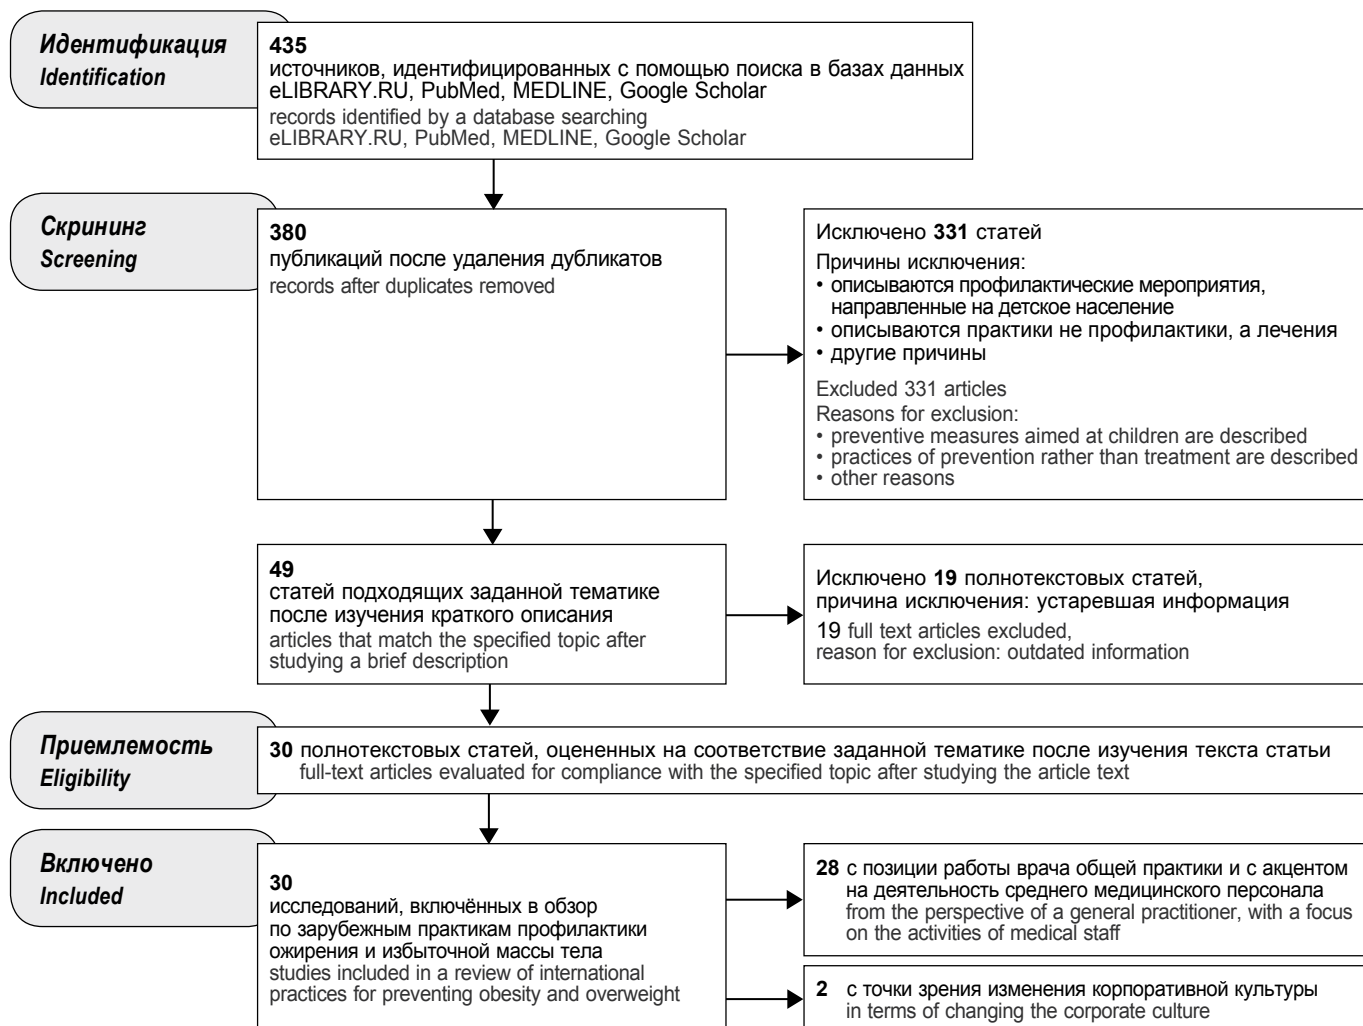 Идентификация
Identification
435
источников, идентифицированных с помощью поиска в базах данных
eLIBRARY.RU, PubMed, MEDLINE, Google Scholar
records identified by a database searching
eLIBRARY.RU, PubMed, MEDLINE, Google Scholar
Скрининг
Screening
380
публикаций после удаления дубликатов
records after duplicates removed
Исключено 331 статей
Причины исключения:
• описываются профилактические мероприятия,
направленные на детское население
• описываются практики не профилактики, а лечения
• другие причины
Excluded 331 articles
Reasons for exclusion:
• preventive measures aimed at children are described
• practices of prevention rather than treatment are described
• other reasons
49
статей подходящих заданной тематике
после изучения краткого описания
articles that match the specified topic after
studying a brief description
Исключено 19 полнотекстовых статей,
причина исключения: устаревшая информация
19 full text articles excluded,
reason for exclusion: outdated information
Приемлемость
Eligibility
30 полнотекстовых статей, оцененных на соответствие заданной тематике после изучения текста статьи
full-text articles evaluated for compliance with the specified topic after studying the article text
Включено
Included
30
исследований, включённых в обзор
по зарубежным практикам профилактики
ожирения и избыточной массы тела
studies included in a review of international
practices for preventing obesity and overweight
28 с позиции работы врача общей практики и с акцентом
на деятельность среднего медицинского персонала
from the perspective of a general practitioner, with a focus
on the activities of medical staff
2 с точки зрения изменения корпоративной культуры
in terms of changing the corporate culture